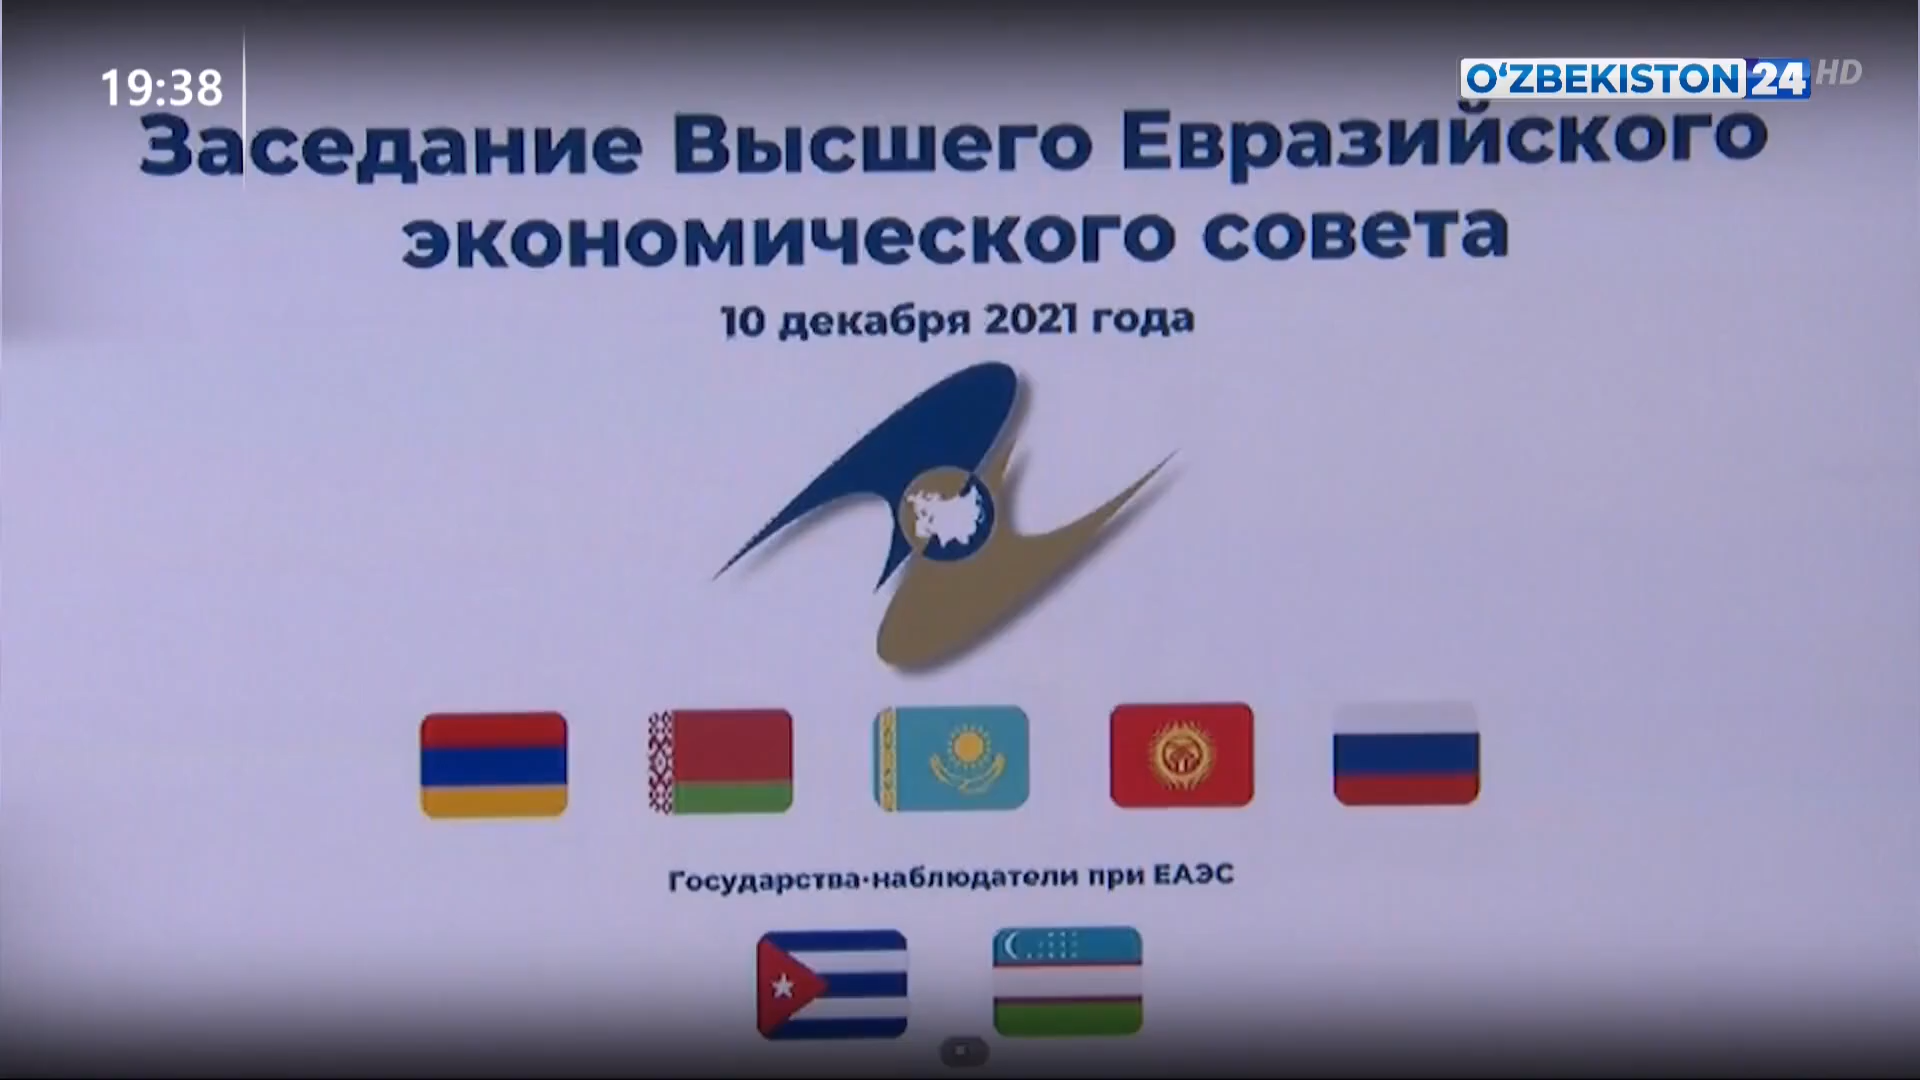 19:38
O‘ZBEKISTON 24 HD
Заседание Высшего Евразийского
экономического совета
10 декабря 2021 года
Государства-наблюдатели при ЕАЭС